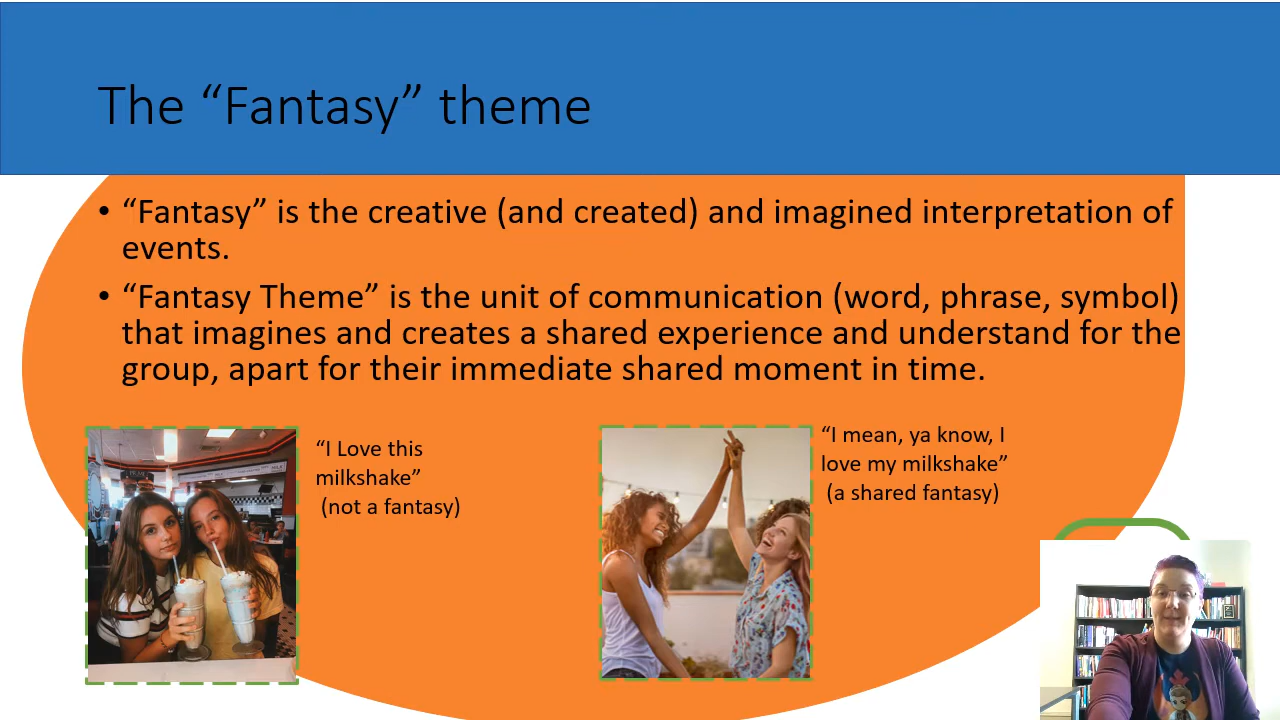 The “Fantasy” theme
• “Fantasy” is the creative (and created) and imagined interpretation of
events.
• “Fantasy Theme” is the unit of communication (word, phrase, symbol)
that imagines and creates a shared experience and understand for the
group, apart for their immediate shared moment in time.
“I Love this
milkshake”
(not a fantasy)
“I mean, ya know, I
love my milkshake”
(a shared fantasy)